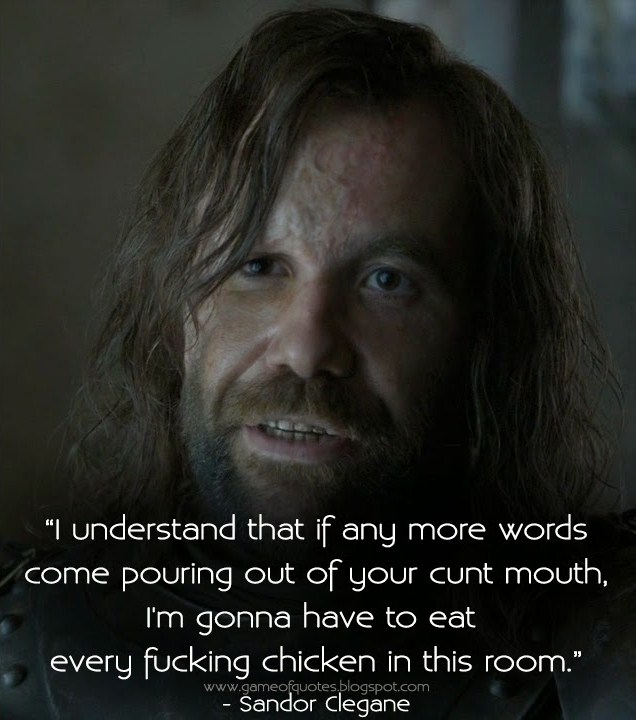 “I understand that if any more words
come pouring out of your cunt mouth,
I'm gonna have to eat
every fucking chicken in this room.”
www.gameofquotes.blogspot.com
- Sandor Clegane